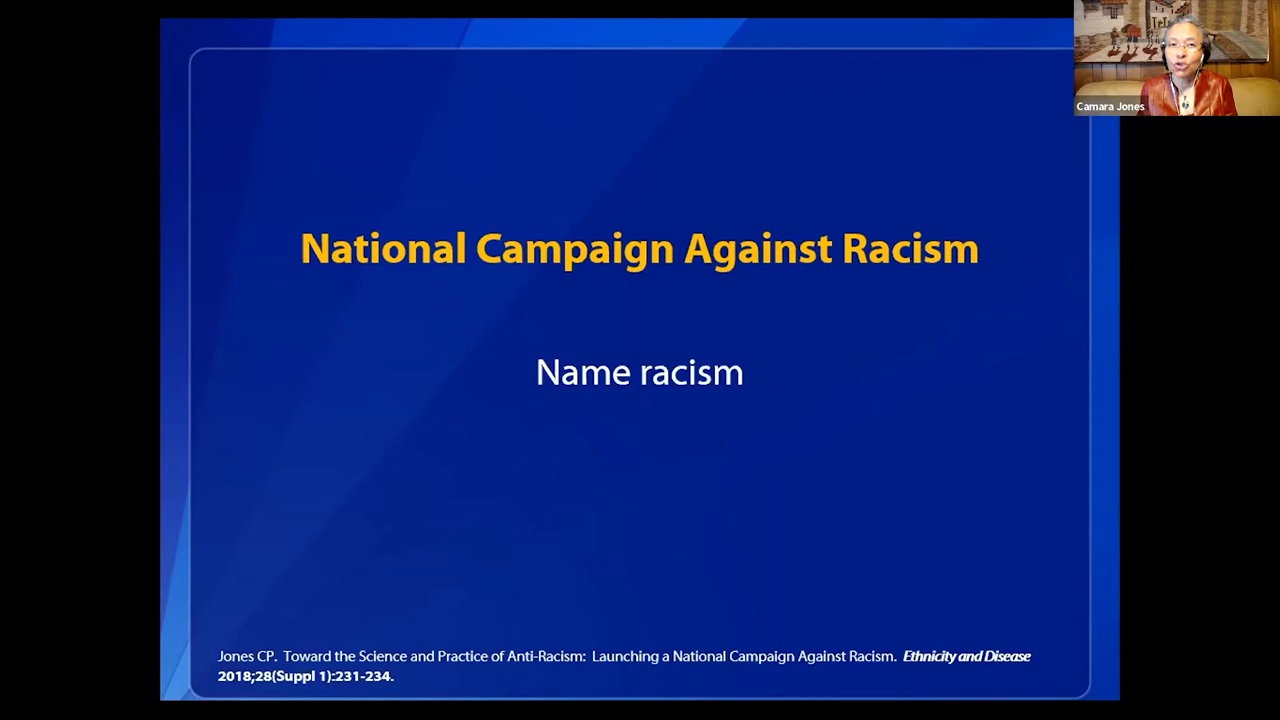 Camara Jones
National Campaign Against Racism
Name racism
Jones CP. Toward the Science and Practice of Anti-Racism: Launching a National Campaign Against Racism. Ethnicity and Disease
2018;28(Suppl 1):231-234.